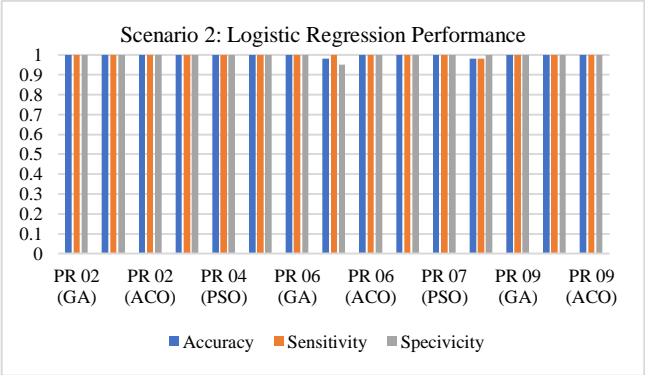 Scenario 2: Logistic Regression Performance
1
0.9
0.8
0.7
0.6
0.5
0.4
0.3
0.2
0.1
0
PR 02 PR 02 PR 04 PR 06 PR 06 PR 07 PR 09 PR 09
(GA) (ACO) (PSO) (GA) (ACO) (PSO) (GA) (ACO)
Accuracy Sensitivity Specivicity